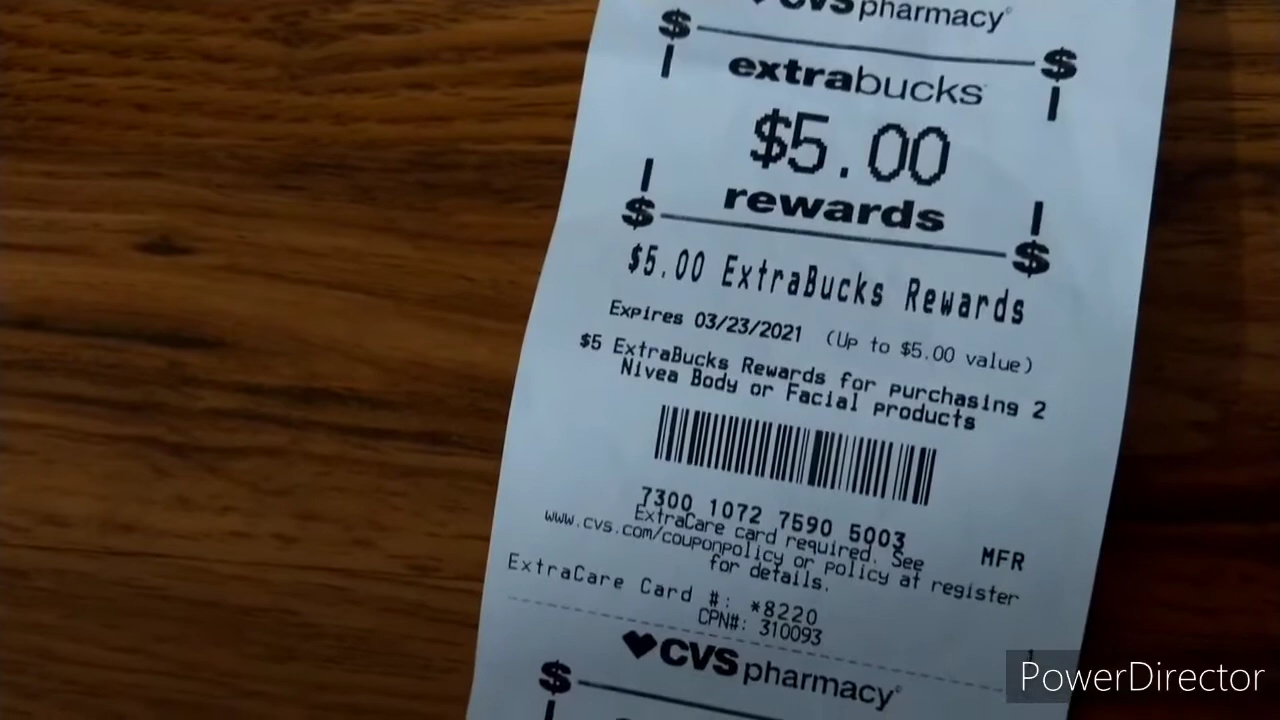 CVS pharmacy
$ $
extrabucks
$5.00
rewards
$ $
$5.00 ExtraBucks Rewards
Expires 03/23/2021 (Up to $5.00 value)
$5 ExtraBucks Rewards for purchasing 2
Nivea Body or Facial products
7300 1072 7590 5003
MFR
ExtraCare card required. See
www.cvs.com/couponpolicy or policy at register
for details.
ExtraCare Card #: *8220
CPN#: 310093
CVS pharmacy
$
PowerDirector